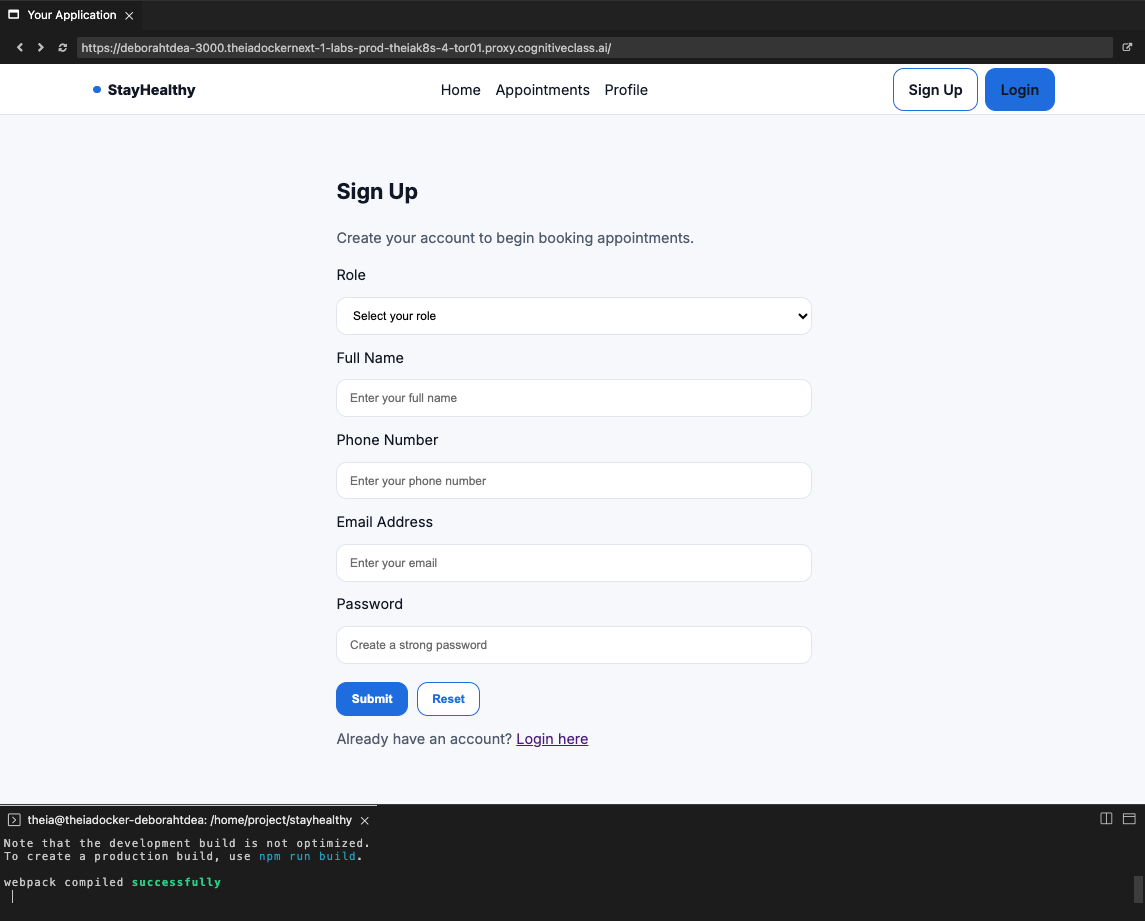 Your Application
https://deborahtdea-3000.theiadockernext-1-labs-prod-theiak8s-4-tor01.proxy.cognitiveclass.ai/
StayHealthy Home Appointments Profile Sign Up Login
Sign Up
Create your account to begin booking appointments.
Role
Select your role
Full Name
Enter your full name
Phone Number
Enter your phone number
Email Address
Enter your email
Password
Create a strong password
Submit Reset
Already have an account? Login here
theia@theiadocker-deborahtdea: /home/project/stayhealthy
Note that the development build is not optimized.
To create a production build, use npm run build.
webpack compiled successfully